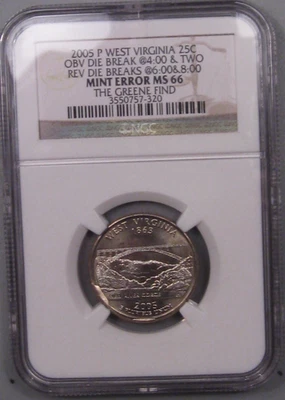 2005 P WEST VIRGINIA 25C
OBV DIE BREAK @4:00 & TWO
REV DIE BREAKS @6:00&8:00
MINT ERROR MS 66
THE GREENE FIND
3550757-320
WEST VIRGINIA
1863
2005